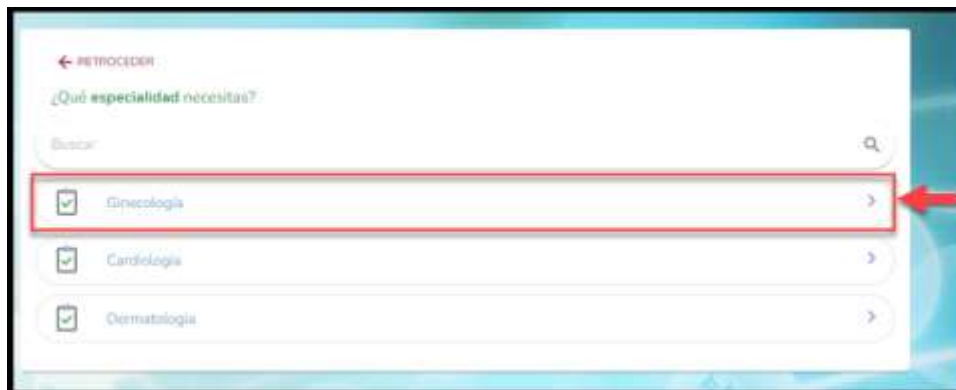 RETROCEDER
¿Qué especialidad necesitas?
Buscar
Ginecología
Cardiología
Dermatología